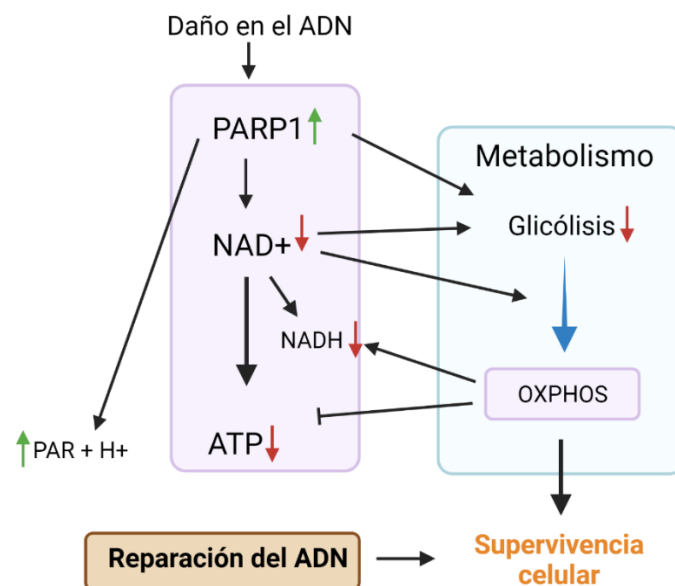 Daño en el ADN
PARP1
Metabolismo
Glicólisis
NAD+
NADH
OXPHOS
ATP
PAR + H+
Reparación del ADN
Supervivencia
celular